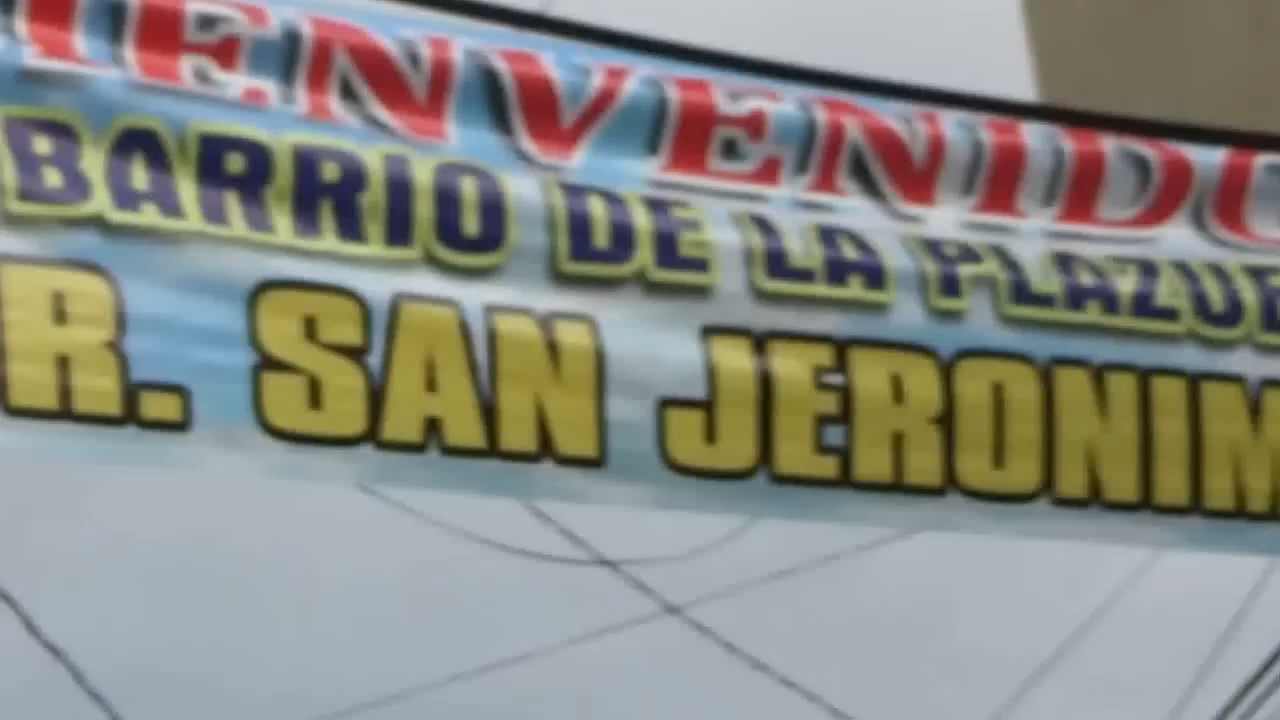 IENVENIDO
BARRIO DE LA PLAZUE
R. SAN JERONIM